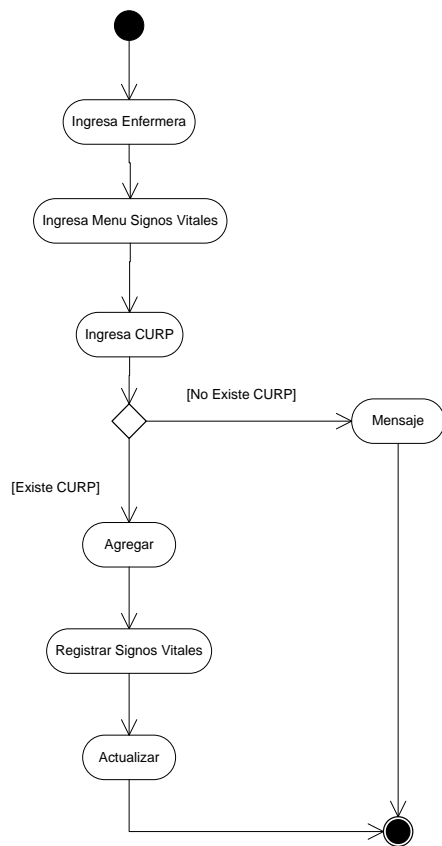 Ingresa Enfermera
Ingresa Menu Signos Vitales
Ingresa CURP
[No Existe CURP]
Mensaje
[Existe CURP]
Agregar
Registrar Signos Vitales
Actualizar